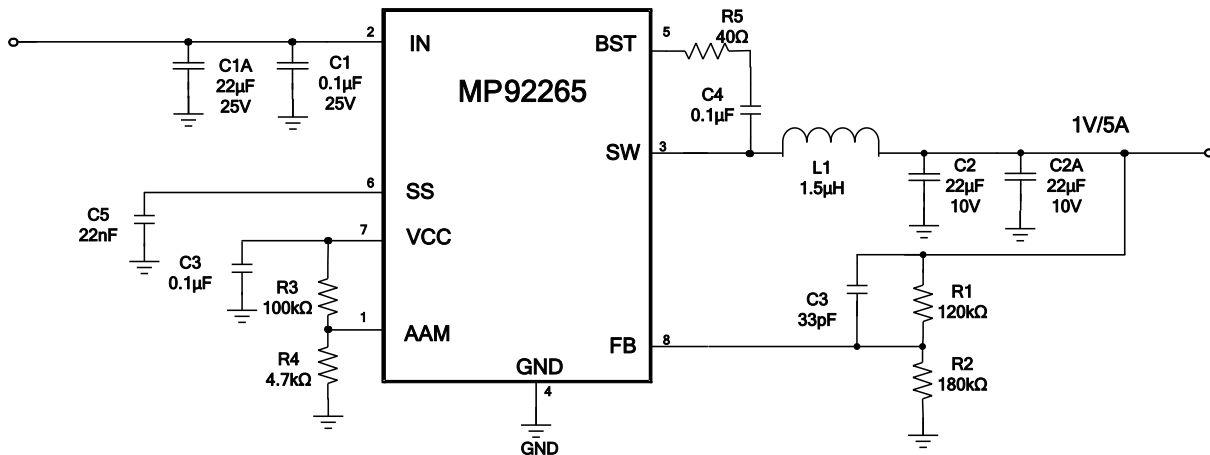 2
IN
C1A
22µF
25V
C1
0.1µF
25V
MP92265
BST
5
R5
40Ω
C4
0.1µF
SW
3
L1
1.5µH
1V/5A
C2
22µF
10V
C2A
22µF
10V
6
SS
C5
22nF
7
VCC
C3
0.1µF
R3
100kΩ
1
AAM
R4
4.7kΩ
GND
4
GND
FB
8
C3
33pF
R1
120kΩ
R2
180kΩ